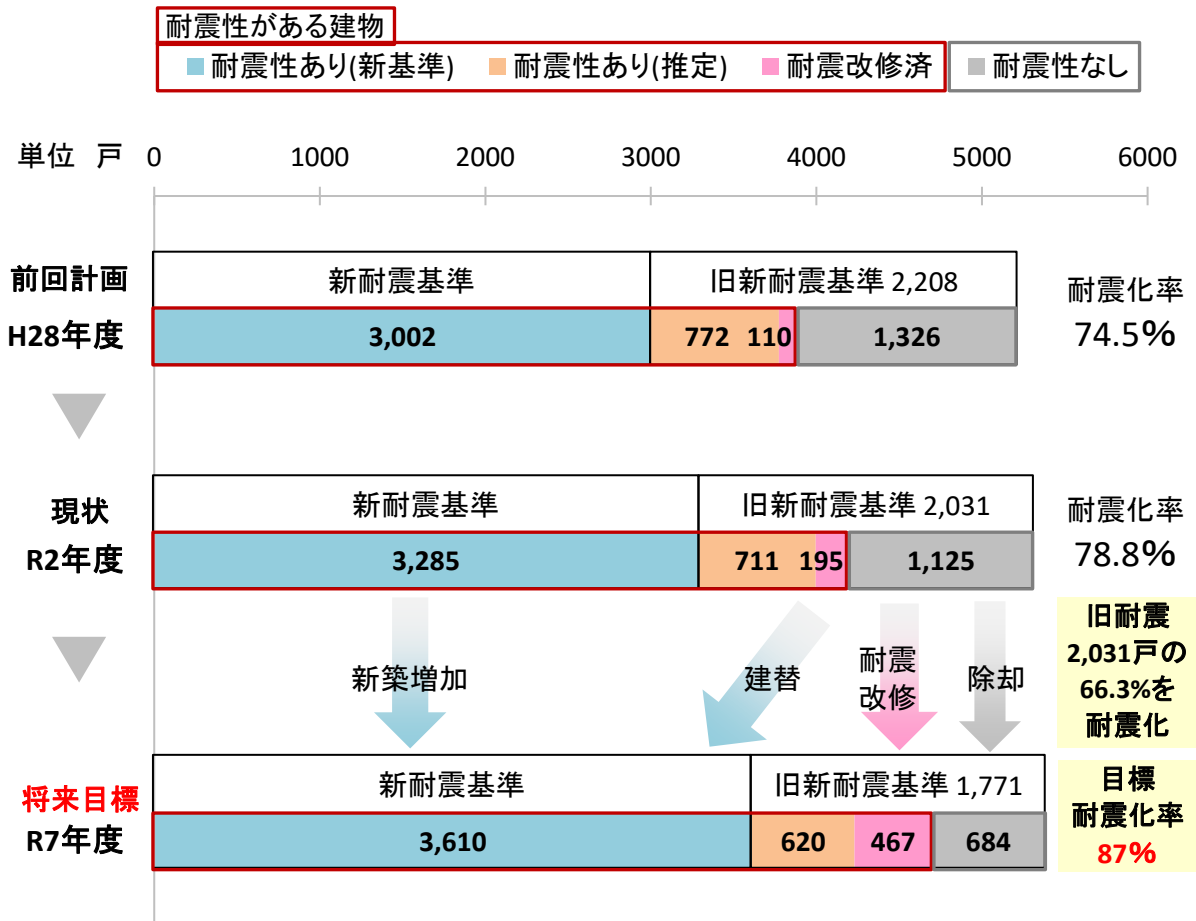 耐震性がある建物
耐震性あり(新基準) 耐震性あり(推定) 耐震改修済 耐震性なし
単位 戸 0 1000 2000 3000 4000 5000 6000
前回計画
H28年度
新耐震基準 旧新耐震基準 2,208
3,002 772 110 1,326
耐震化率
74.5%
現状
R2年度
新耐震基準 旧新耐震基準 2,031
3,285 711 195 1,125
耐震化率
78.8%
新築増加
建替
耐震
改修
除却
旧耐震
2,031戸の
66.3%を
耐震化
将来目標
R7年度
新耐震基準 旧新耐震基準 1,771
3,610 620 467 684
目標
耐震化率
87%